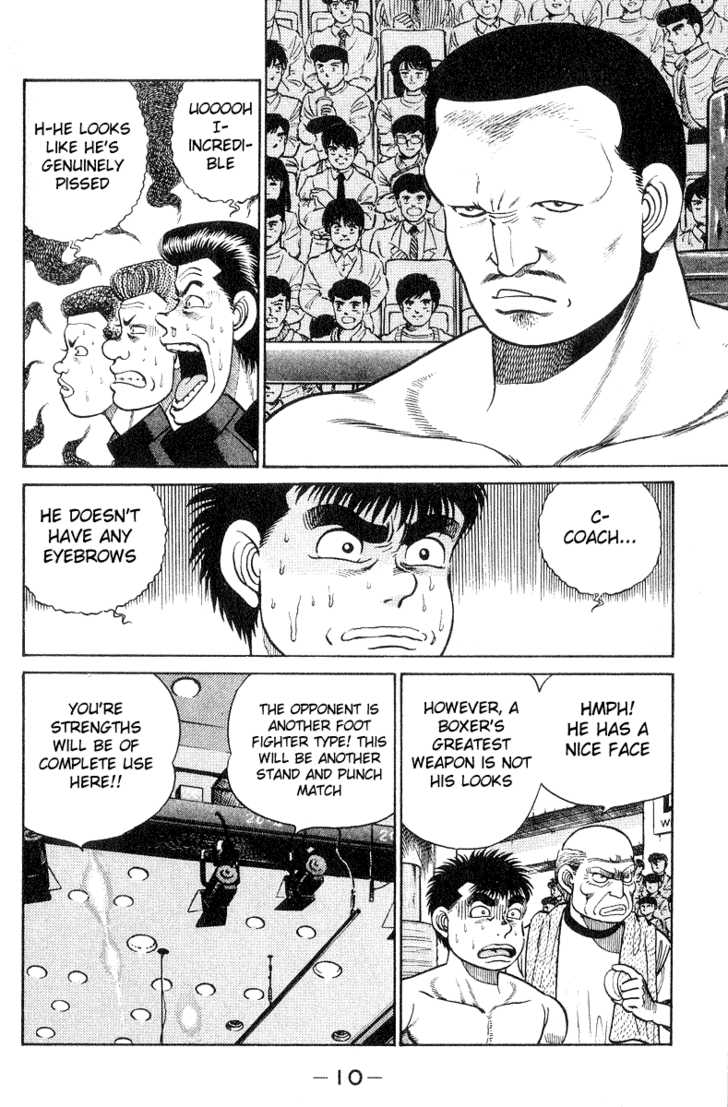 UOOOOH
I-
INCREDI-
BLE
H-HE LOOKS
LIKE HE'S
GENUINELY
PISSED
C-
COACH...
HE DOESN'T
HAVE ANY
EYEBROWS
HMPH!
HE HAS A
NICE FACE
HOWEVER, A
BOXER'S
GREATEST
WEAPON IS NOT
HIS LOOKS
THE OPPONENT IS
ANOTHER FOOT
FIGHTER TYPE! THIS
WILL BE ANOTHER
STAND AND PUNCH
MATCH
YOU'RE
STRENGTHS
WILL BE OF
COMPLETE USE
HERE!!
W
-10-